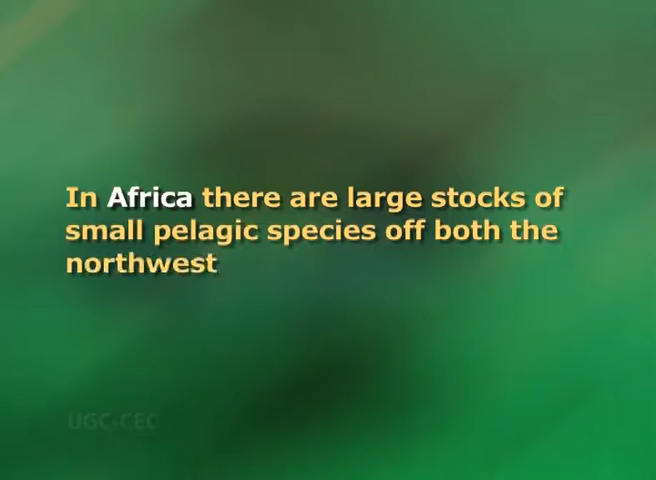 In Africa there are large stocks of
small pelagic species off both the
northwest
UGC-CEC